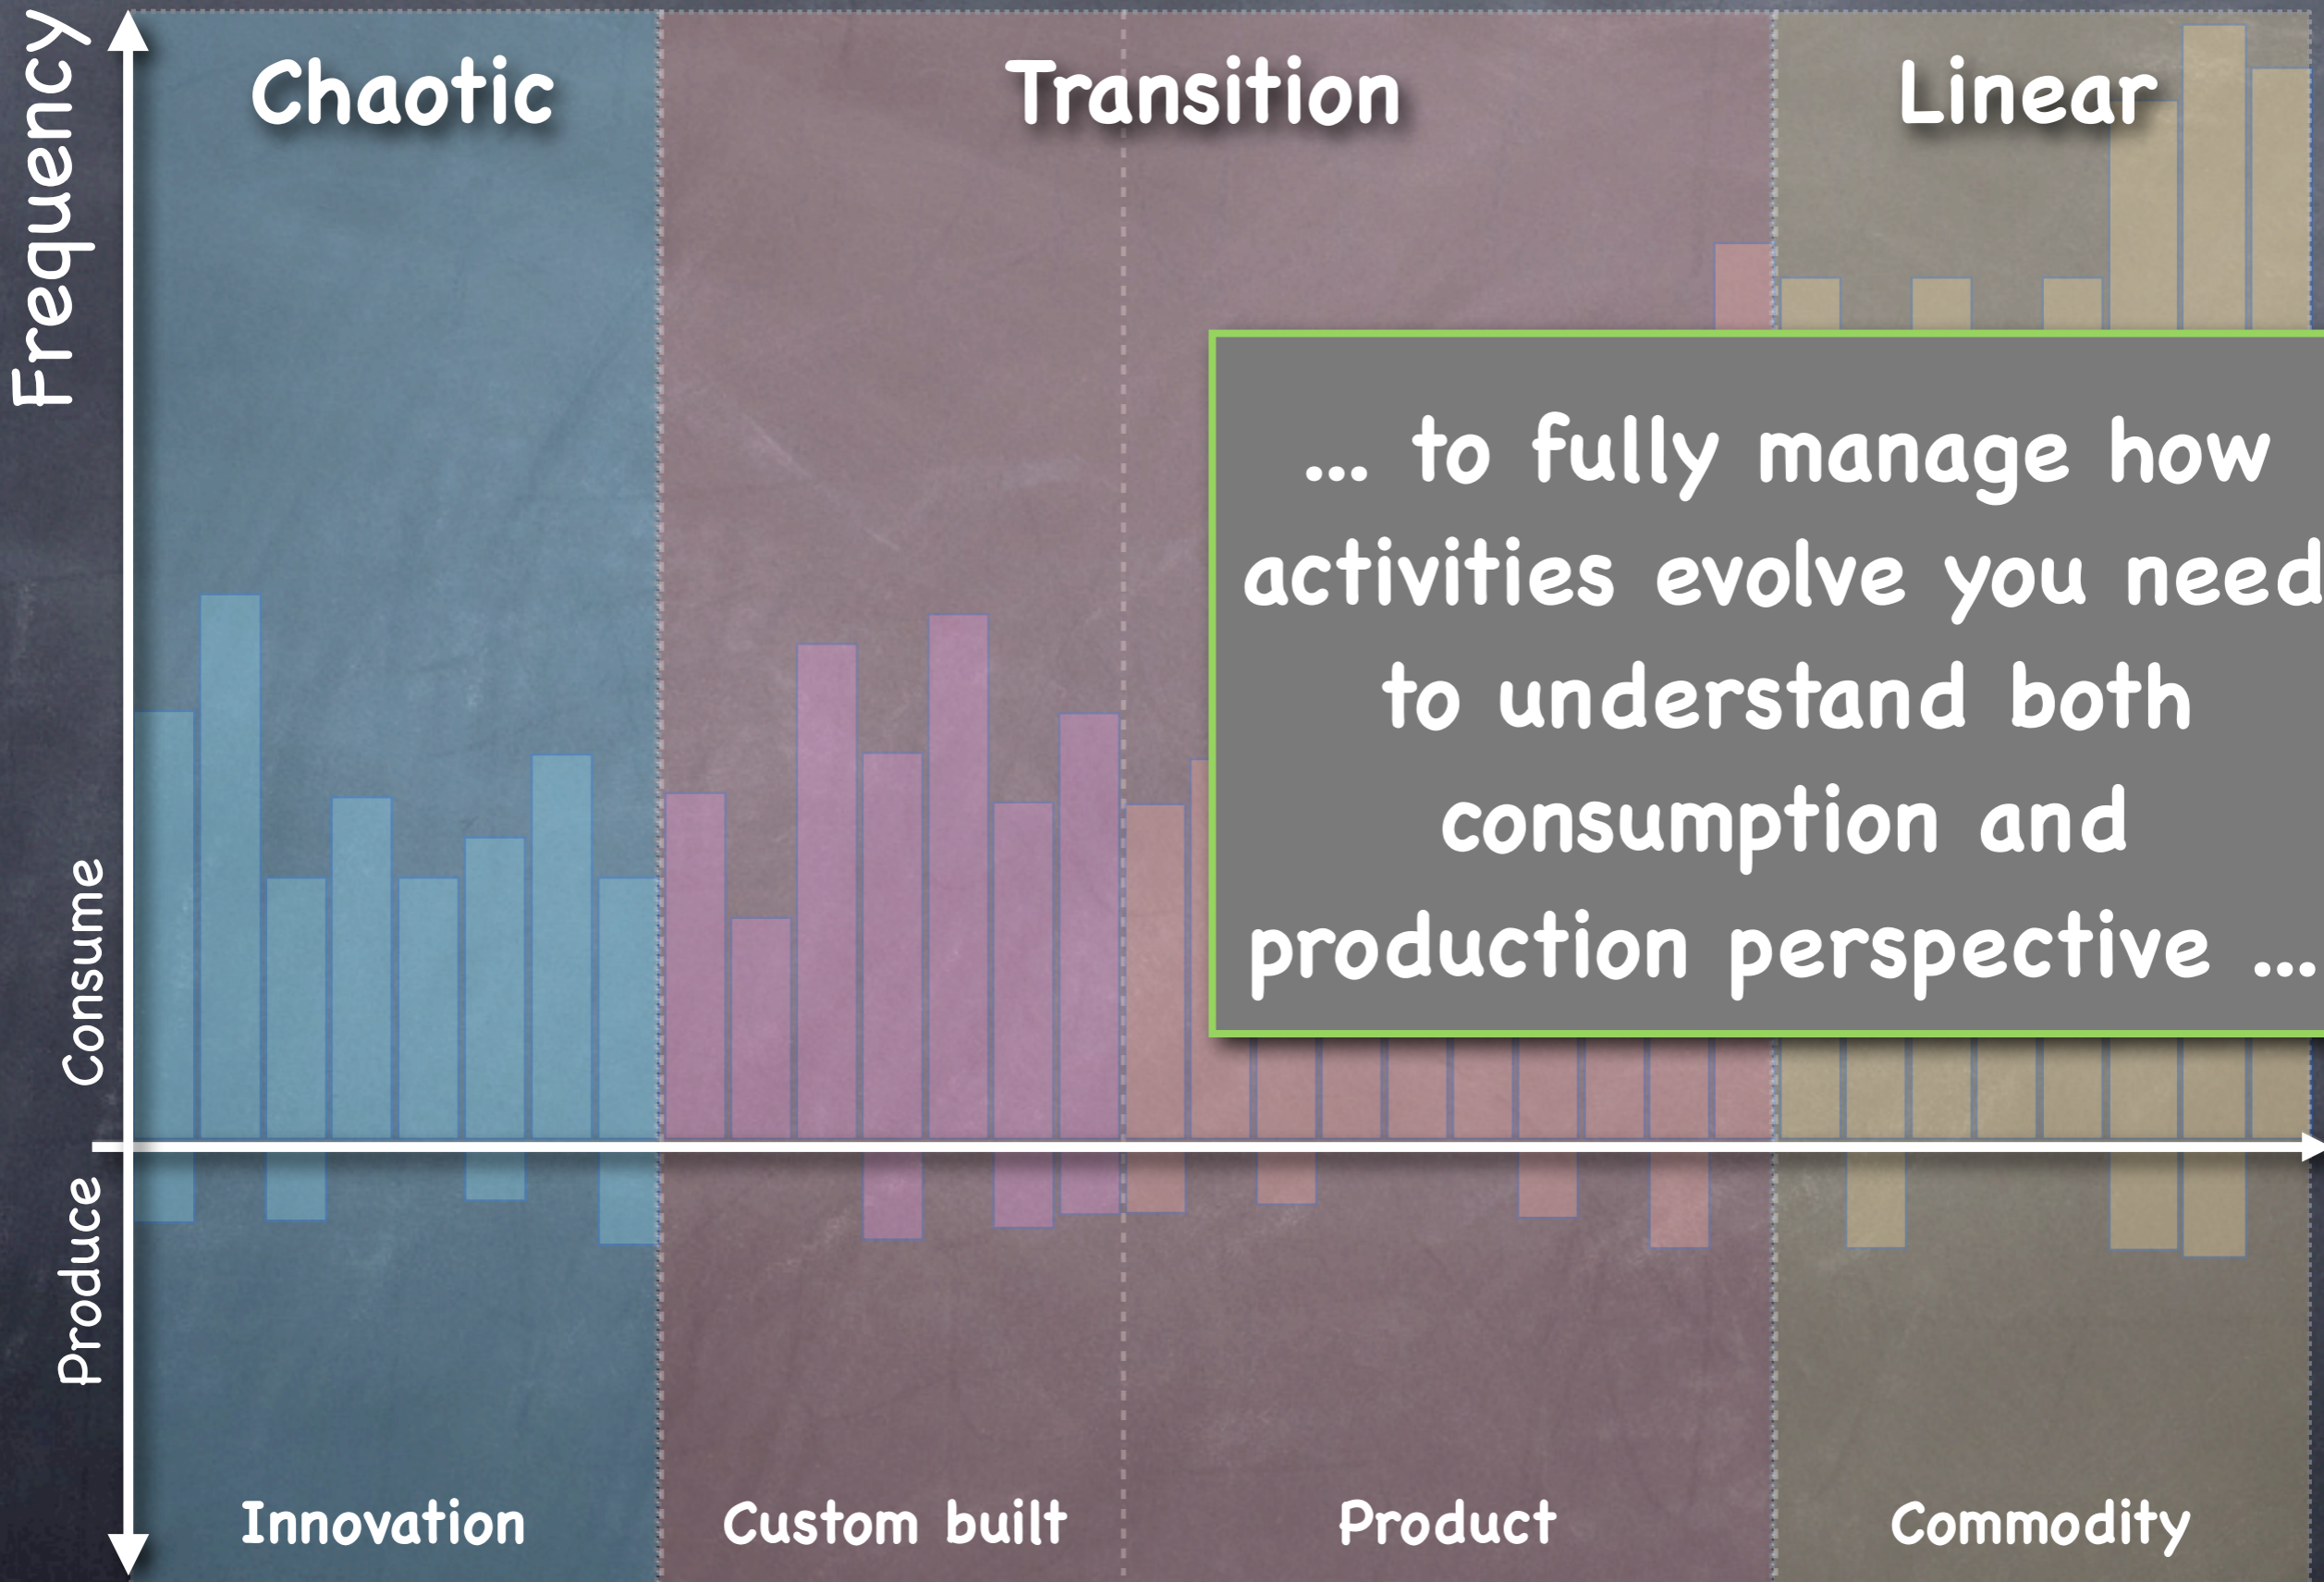 Frequency
Chaotic
Transition
Linear
... to fully manage how
activities evolve you need
to understand both
consumption and
production perspective ...
Consume
Produce
Innovation
Custom built
Product
Commodity